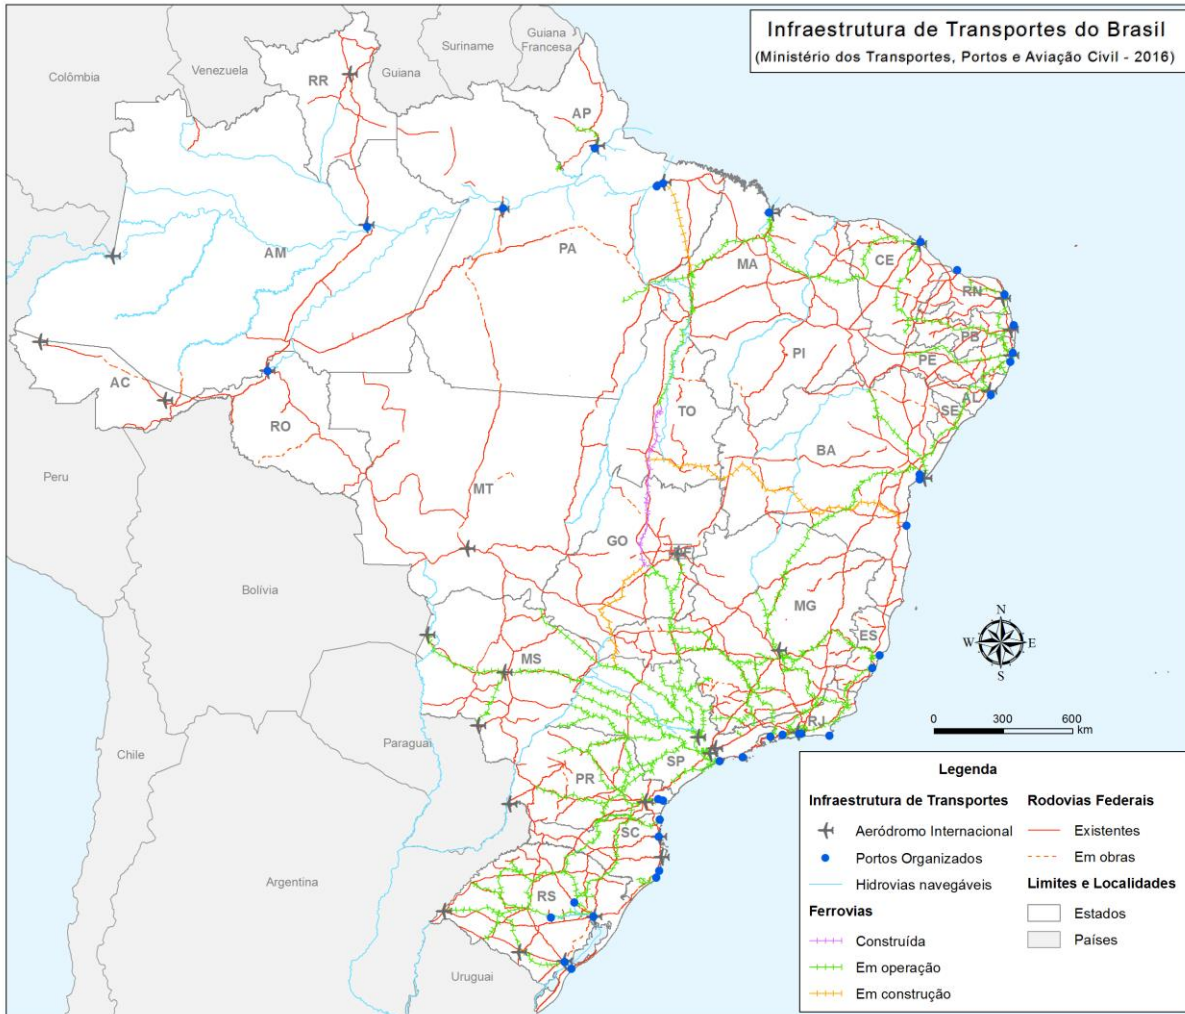 Infraestrutura de Transportes do Brasil
(Ministério dos Transportes, Portos e Aviação Civil - 2016)
Colômbia
Venezuela
Suriname
Guiana
Francesa
Guiana
RR
AP
AM
PA
MA
CE
RN
PB
PE
PI
AC
AL
SE
TO
RO
BA
Peru
MT
GO
DF
Bolívia
MG
ES
MS
N
W
E
S
RJ
0 300 600
km
Chile
Paraguai
SP
PR
SC
Argentina
RS
Uruguai
Legenda
Infraestrutura de Transportes
Aeródromo Internacional
Portos Organizados
Hidrovias navegáveis
Ferrovias
Construída
Em operação
Em construção
Rodovias Federais
Existentes
Em obras
Limites e Localidades
Estados
Países